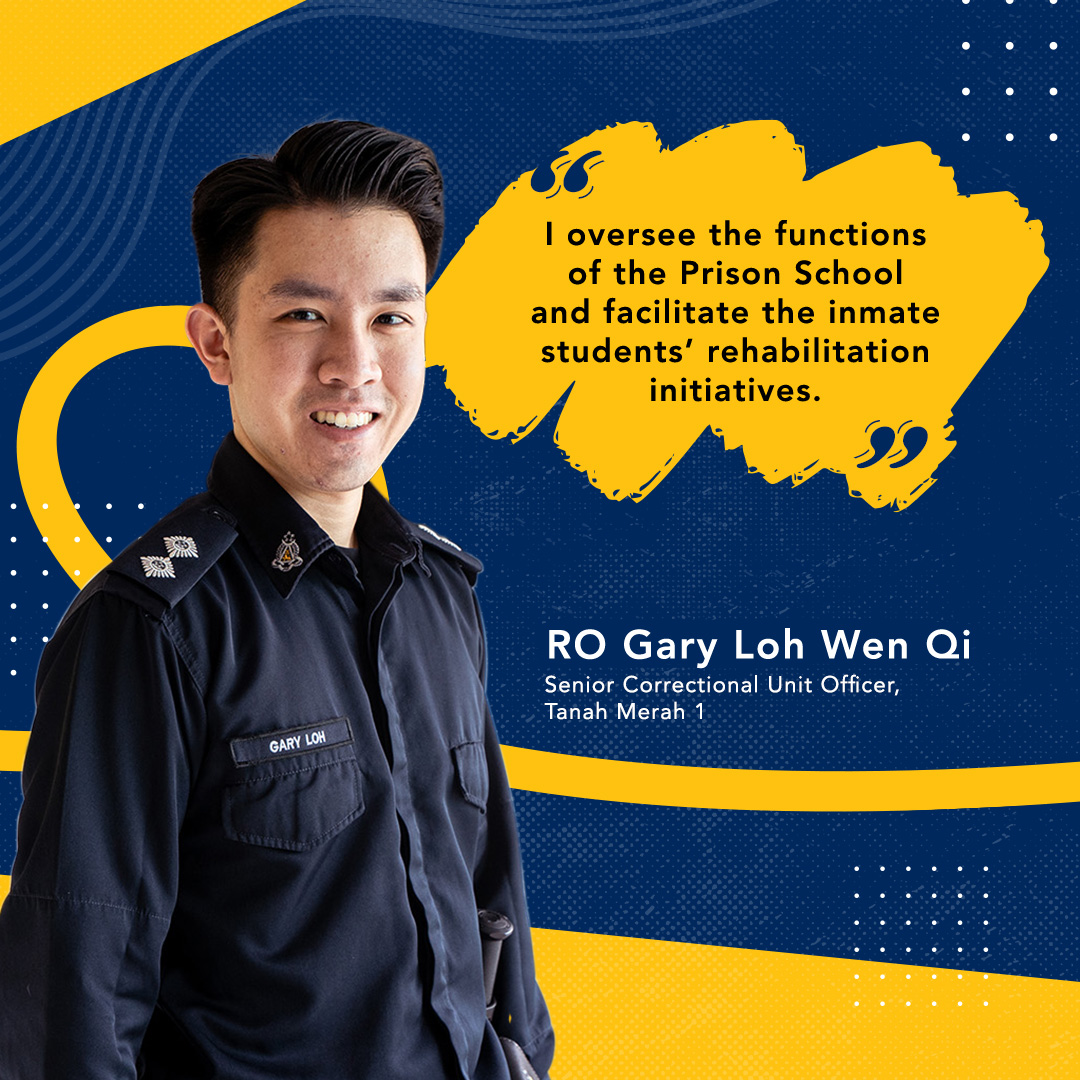 “
I oversee the functions
of the Prison School
and facilitate the inmate
students’ rehabilitation
initiatives.
”
RO Gary Loh Wen Qi
Senior Correctional Unit Officer,
Tanah Merah 1
GARY LOH